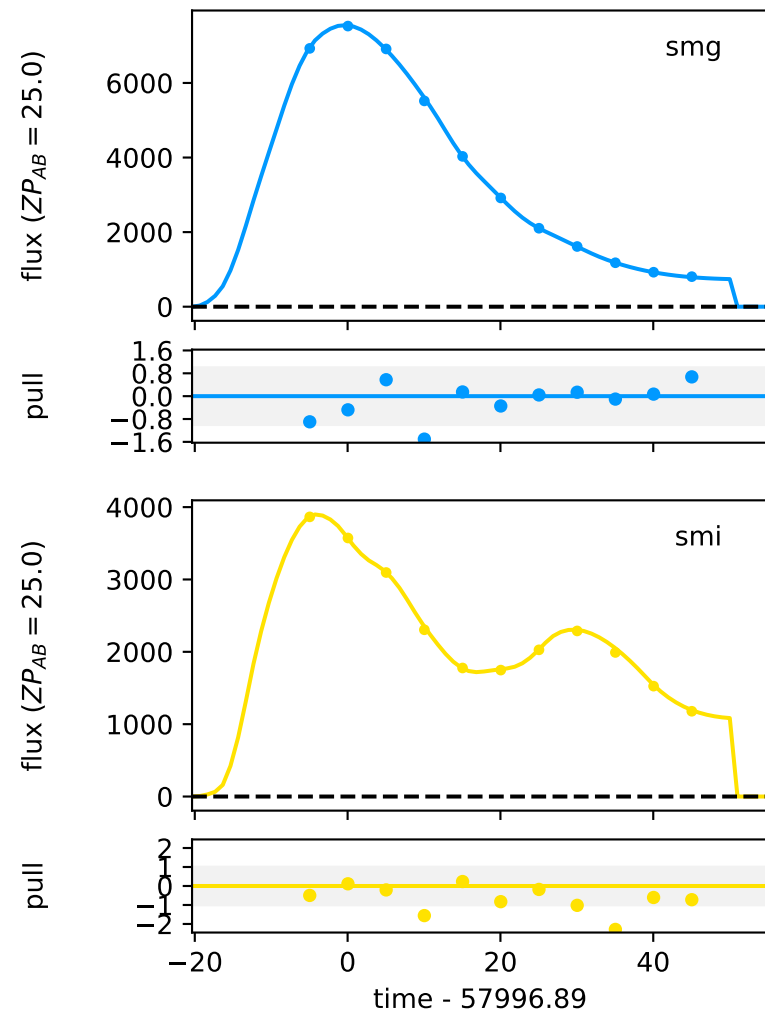 smg
flux (ZP_AB = 25.0)
6000
4000
2000
0
pull
1.6
0.8
0.0
−0.8
−1.6
smi
flux (ZP_AB = 25.0)
4000
3000
2000
1000
0
pull
2
1
0
−1
−2
−20 0 20 40
time - 57996.89